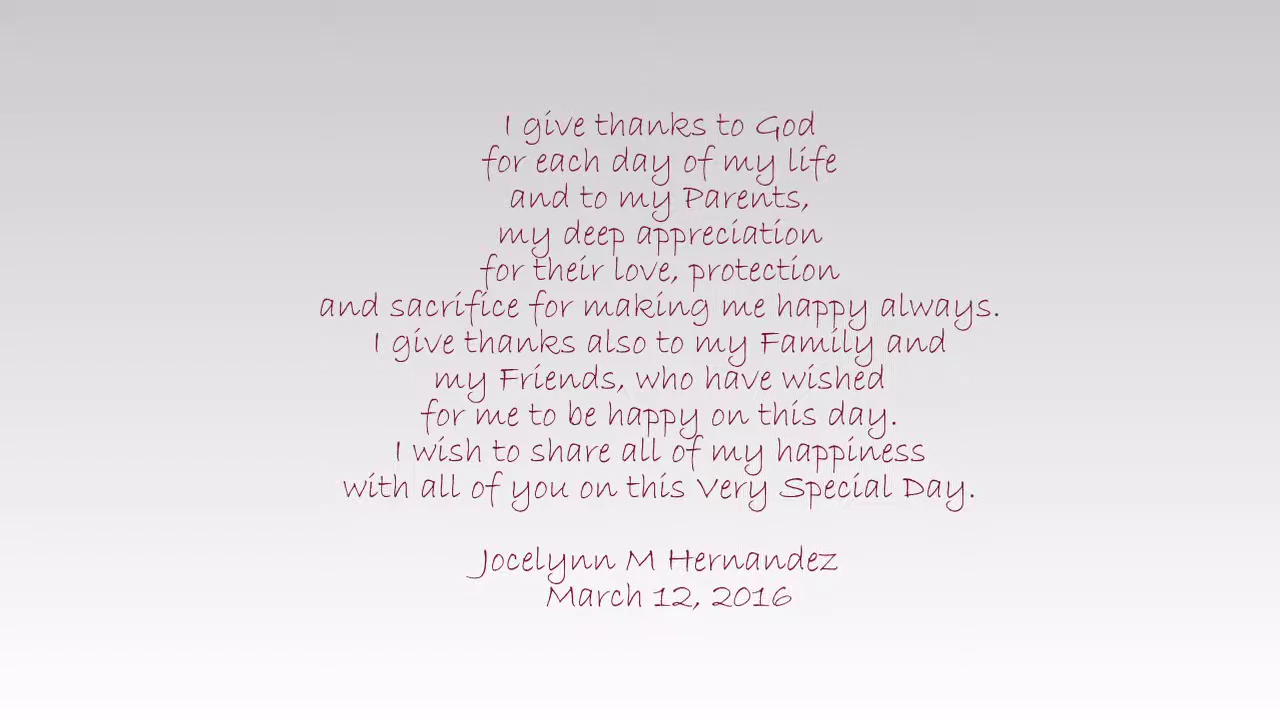 I give thanks to God
for each day of my life
and to my Parents,
my deep appreciation
for their love, protection
and sacrifice for making me happy always.
I give thanks also to my Family and
my Friends, who have wished
for me to be happy on this day.
I wish to share all of my happiness
with all of you on this Very Special Day.
Jocelynn M Hernandez
March 12, 2016